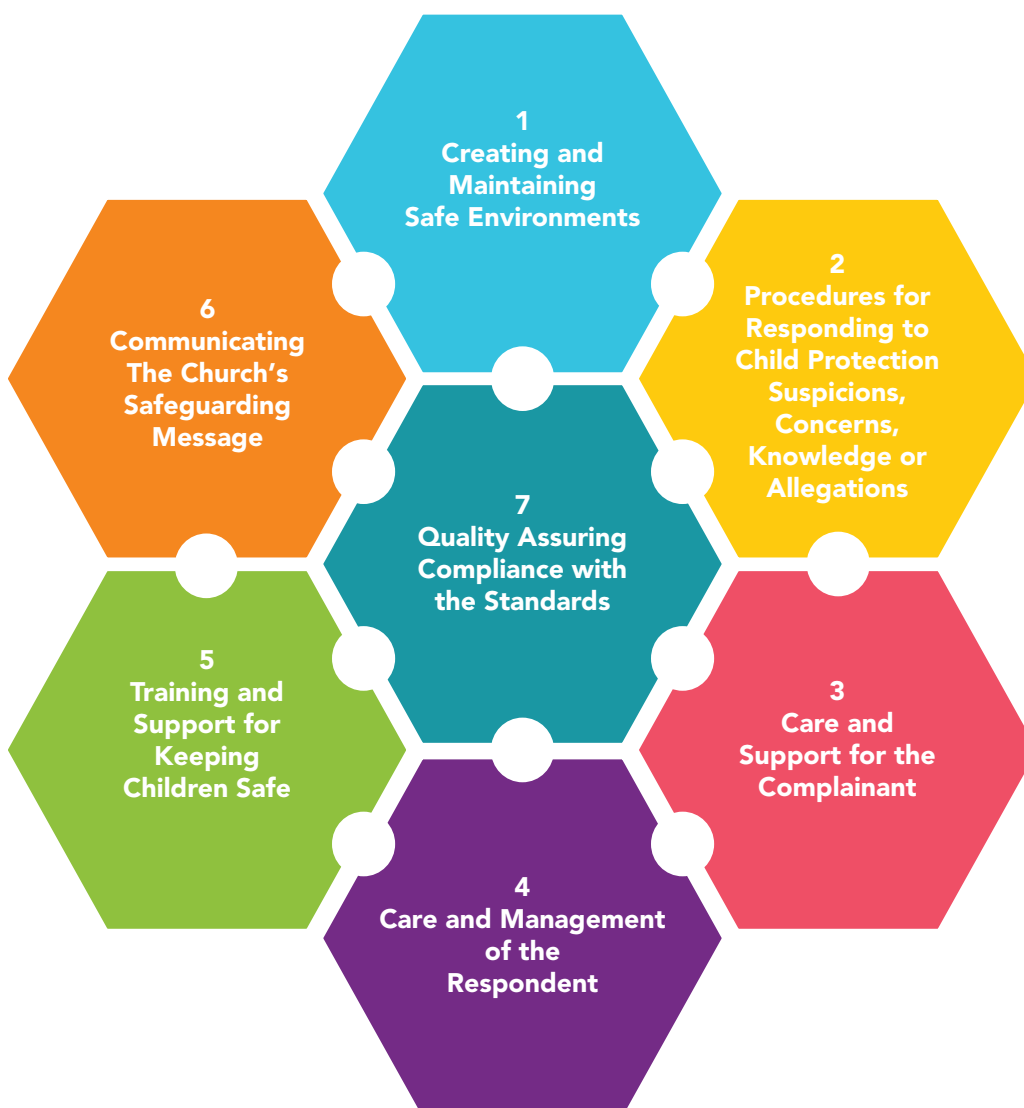 1
Creating and
Maintaining
Safe Environments
2
Procedures for
Responding to
Child Protection
Suspicions,
Concerns,
Knowledge or
Allegations
3
Care and
Support for the
Complainant
4
Care and Management
of the
Respondent
5
Training and
Support for
Keeping
Children Safe
6
Communicating
The Church’s
Safeguarding
Message
7
Quality Assuring
Compliance with
the Standards